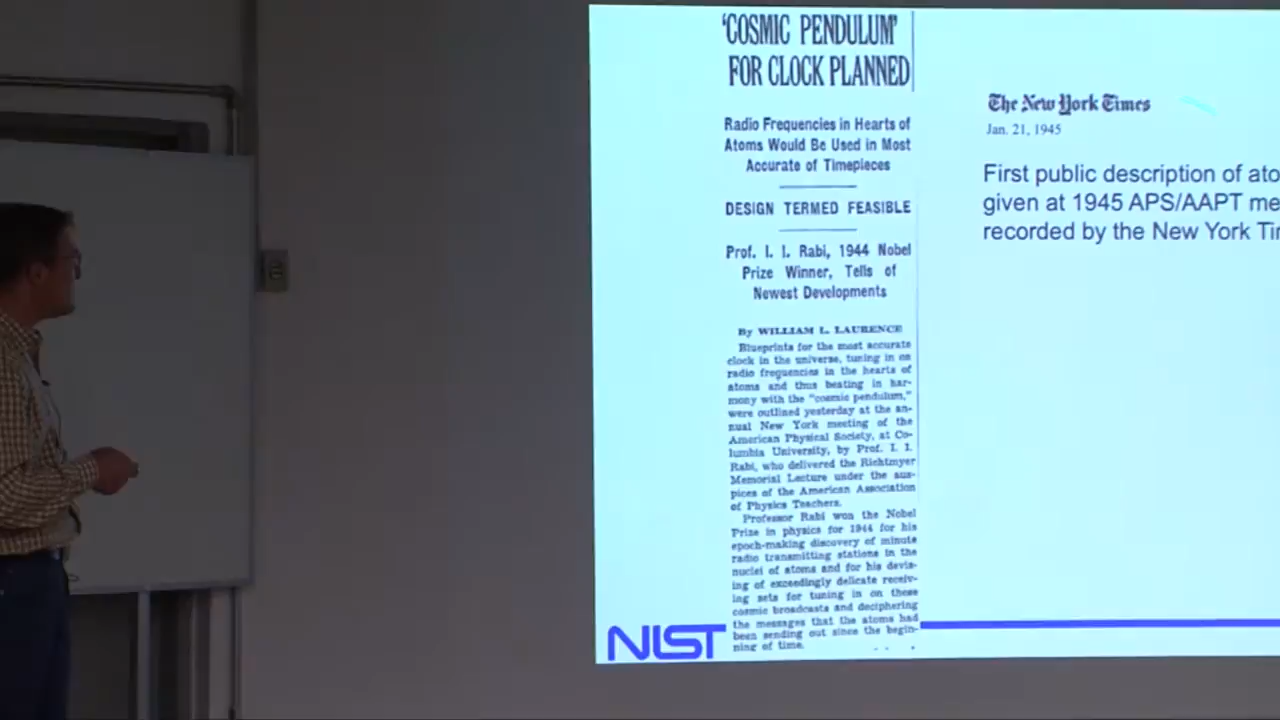 'COSMIC PENDULUM'
FOR CLOCK PLANNED
Radio Frequencies in Hearts of
Atoms Would Be Used in Most
Accurate of Timepieces
DESIGN TERMED FEASIBLE
Prof. I. I. Rabi, 1944 Nobel
Prize Winner, Tells of
Newest Developments
By WILLIAM L. LAURENCE
Blueprints for the most accurate
clock in the universe, tuning in on
radio frequencies in the hearts of
atoms and thus beating in har-
mony with the "cosmic pendulum,"
were outlined yesterday at the an-
nual New York meeting of the
American Physical Society, at Co-
lumbia University, by Prof. I. I.
Rabi, who delivered the Richtmyer
Memorial Lecture under the aus-
pices of the American Association
of Physics Teachers.
Professor Rabi won the Nobel
Prize in physics for 1944 for his
epoch-making discovery of minute
radio transmitting stations in the
nuclei of atoms and for his devis-
ing of exceedingly delicate receiv-
ing sets for tuning in on these
cosmic broadcasts and deciphering
the messages that the atoms had
been sending out since the begin-
ning of time.
The New York Times
Jan. 21, 1945
First public description of ato
given at 1945 APS/AAPT me
recorded by the New York Ti
NIST